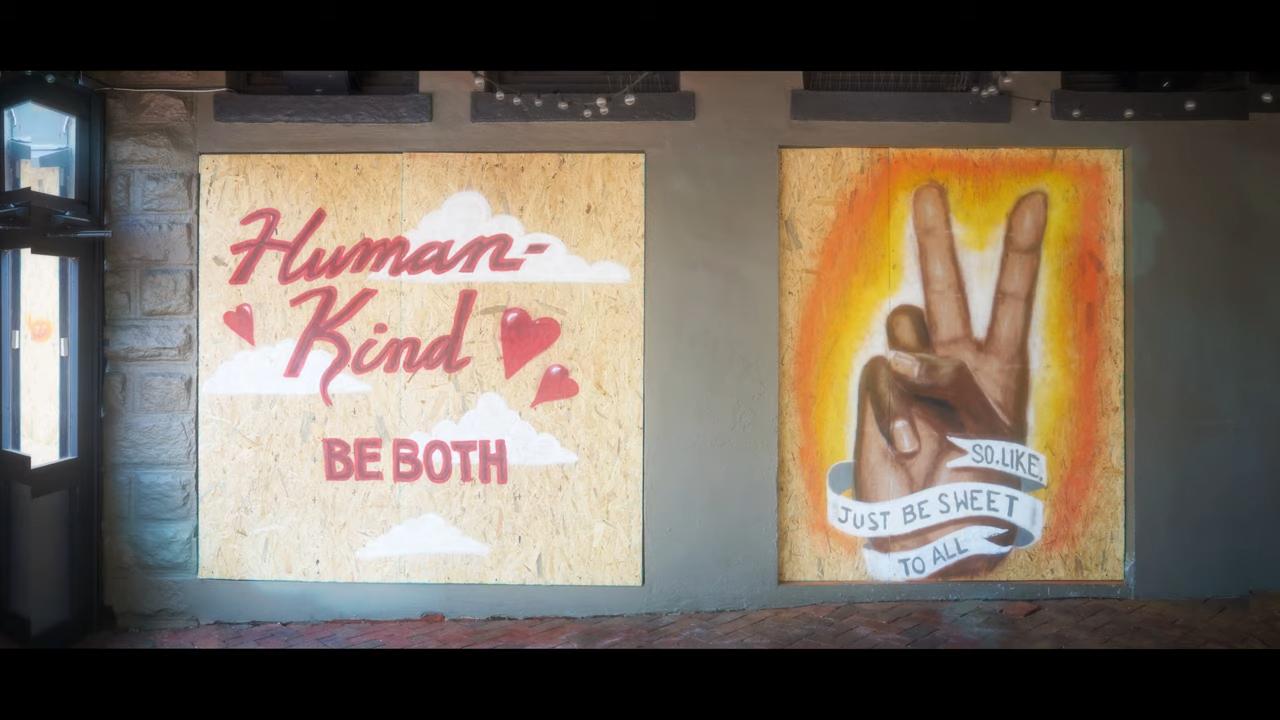 Human-
Kind
BE BOTH
SO, LIKE,
JUST BE SWEET
TO ALL